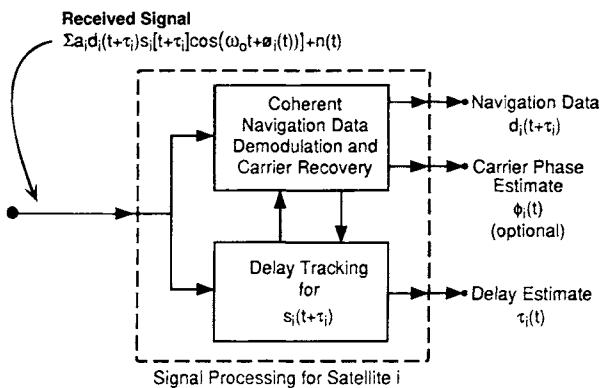 Received Signal
Σaᵢdᵢ(t+τᵢ)sᵢ[t+τᵢ]cos(ω₀t+øᵢ(t))]+n(t)
Coherent
Navigation Data
Demodulation and
Carrier Recovery
Navigation Data
dᵢ(t+τᵢ)
Carrier Phase
Estimate
ϕᵢ(t)
(optional)
Delay Tracking
for
sᵢ(t+τᵢ)
Delay Estimate
τᵢ(t)
Signal Processing for Satellite i